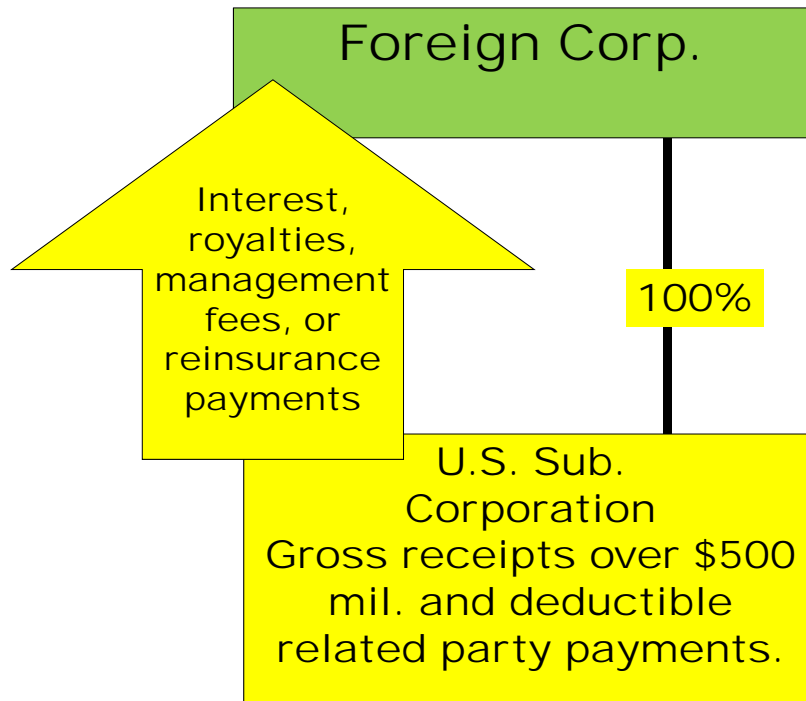 Foreign Corp.
Interest,
royalties,
management
fees, or
reinsurance
payments
100%
U.S. Sub.
Corporation
Gross receipts over $500
mil. and deductible
related party payments.